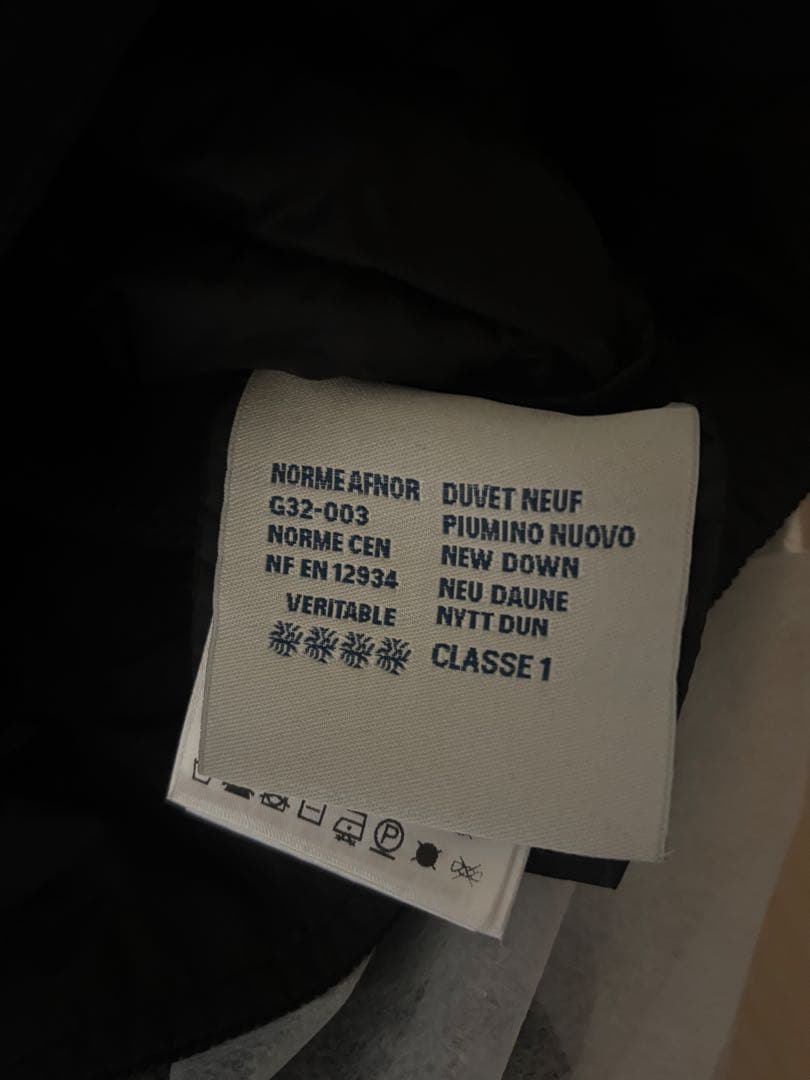 NORME AFNOR
G32-003
NORME CEN
NF EN 12934
VERITABLE
DUVET NEUF
PIUMINO NUOVO
NEW DOWN
NEU DAUNE
NYTT DUN
CLASSE 1
P